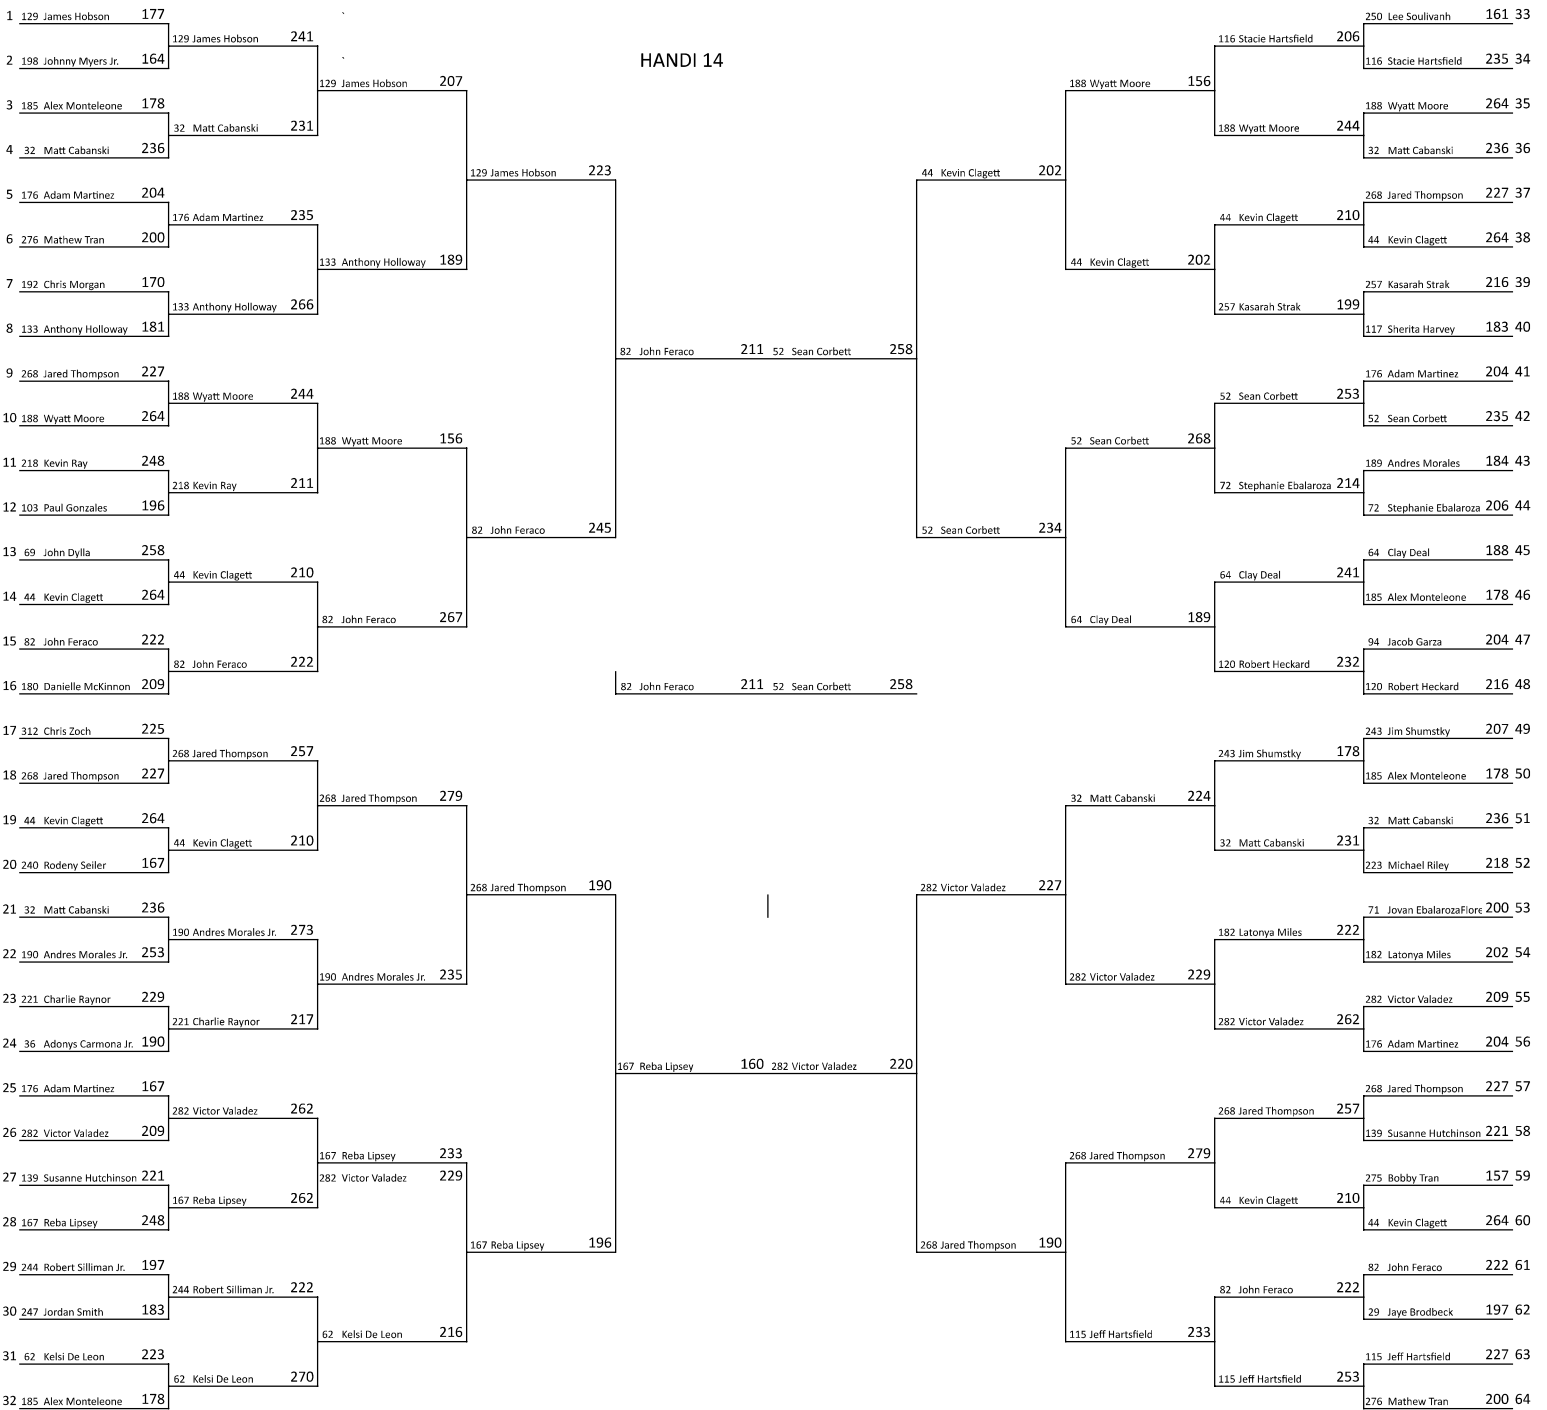 HANDI 14
1 129 James Hobson 177
2 198 Johnny Myers Jr. 164
3 185 Alex Monteleone 178
4 32 Matt Cabanski 236
5 176 Adam Martinez 204
6 276 Mathew Tran 200
7 192 Chris Morgan 170
8 133 Anthony Holloway 181
9 268 Jared Thompson 227
10 188 Wyatt Moore 264
11 218 Kevin Ray 248
12 103 Paul Gonzales 196
13 69 John Dylla 258
14 44 Kevin Clagett 264
15 82 John Feraco 222
16 180 Danielle McKinnon 209
17 312 Chris Zoch 225
18 268 Jared Thompson 227
19 44 Kevin Clagett 264
20 240 Rodeny Seiler 167
21 32 Matt Cabanski 236
22 190 Andres Morales Jr. 253
23 221 Charlie Raynor 229
24 36 Adonys Carmona Jr. 190
25 176 Adam Martinez 167
26 282 Victor Valadez 209
27 139 Susanne Hutchinson 221
28 167 Reba Lipsey 248
29 244 Robert Silliman Jr. 197
30 247 Jordan Smith 183
31 62 Kelsi De Leon 223
32 185 Alex Monteleone 178
129 James Hobson 241
32 Matt Cabanski 231
176 Adam Martinez 235
133 Anthony Holloway 266
188 Wyatt Moore 244
218 Kevin Ray 211
44 Kevin Clagett 210
82 John Feraco 222
268 Jared Thompson 257
44 Kevin Clagett 210
190 Andres Morales Jr. 273
221 Charlie Raynor 217
282 Victor Valadez 262
167 Reba Lipsey 262
244 Robert Silliman Jr. 222
62 Kelsi De Leon 270
129 James Hobson 207
133 Anthony Holloway 189
188 Wyatt Moore 156
82 John Feraco 267
268 Jared Thompson 279
190 Andres Morales Jr. 235
167 Reba Lipsey 233
282 Victor Valadez 229
62 Kelsi De Leon 216
129 James Hobson 223
82 John Feraco 245
268 Jared Thompson 190
167 Reba Lipsey 196
82 John Feraco 211 52 Sean Corbett 258
82 John Feraco 211 52 Sean Corbett 258
167 Reba Lipsey 160 282 Victor Valadez 220
44 Kevin Clagett 202
52 Sean Corbett 234
282 Victor Valadez 227
268 Jared Thompson 190
188 Wyatt Moore 156
44 Kevin Clagett 202
52 Sean Corbett 268
64 Clay Deal 189
32 Matt Cabanski 224
282 Victor Valadez 229
268 Jared Thompson 279
115 Jeff Hartsfield 233
116 Stacie Hartsfield 206
188 Wyatt Moore 244
44 Kevin Clagett 210
257 Kasarah Strak 199
52 Sean Corbett 253
72 Stephanie Ebalaroza 214
64 Clay Deal 241
120 Robert Heckard 232
243 Jim Shumstky 178
32 Matt Cabanski 231
182 Latonya Miles 222
282 Victor Valadez 262
268 Jared Thompson 257
44 Kevin Clagett 210
82 John Feraco 222
115 Jeff Hartsfield 253
250 Lee Soulivanh 161 33
116 Stacie Hartsfield 235 34
188 Wyatt Moore 264 35
32 Matt Cabanski 236 36
268 Jared Thompson 227 37
44 Kevin Clagett 264 38
257 Kasarah Strak 216 39
117 Sherita Harvey 183 40
176 Adam Martinez 204 41
52 Sean Corbett 235 42
189 Andres Morales 184 43
72 Stephanie Ebalaroza 206 44
64 Clay Deal 188 45
185 Alex Monteleone 178 46
94 Jacob Garza 204 47
120 Robert Heckard 216 48
243 Jim Shumstky 207 49
185 Alex Monteleone 178 50
32 Matt Cabanski 236 51
223 Michael Riley 218 52
71 Jovan EbalarozaFlore 200 53
182 Latonya Miles 202 54
282 Victor Valadez 209 55
176 Adam Martinez 204 56
268 Jared Thompson 227 57
139 Susanne Hutchinson 221 58
275 Bobby Tran 157 59
44 Kevin Clagett 264 60
82 John Feraco 222 61
29 Jaye Brodbeck 197 62
115 Jeff Hartsfield 227 63
276 Mathew Tran 200 64